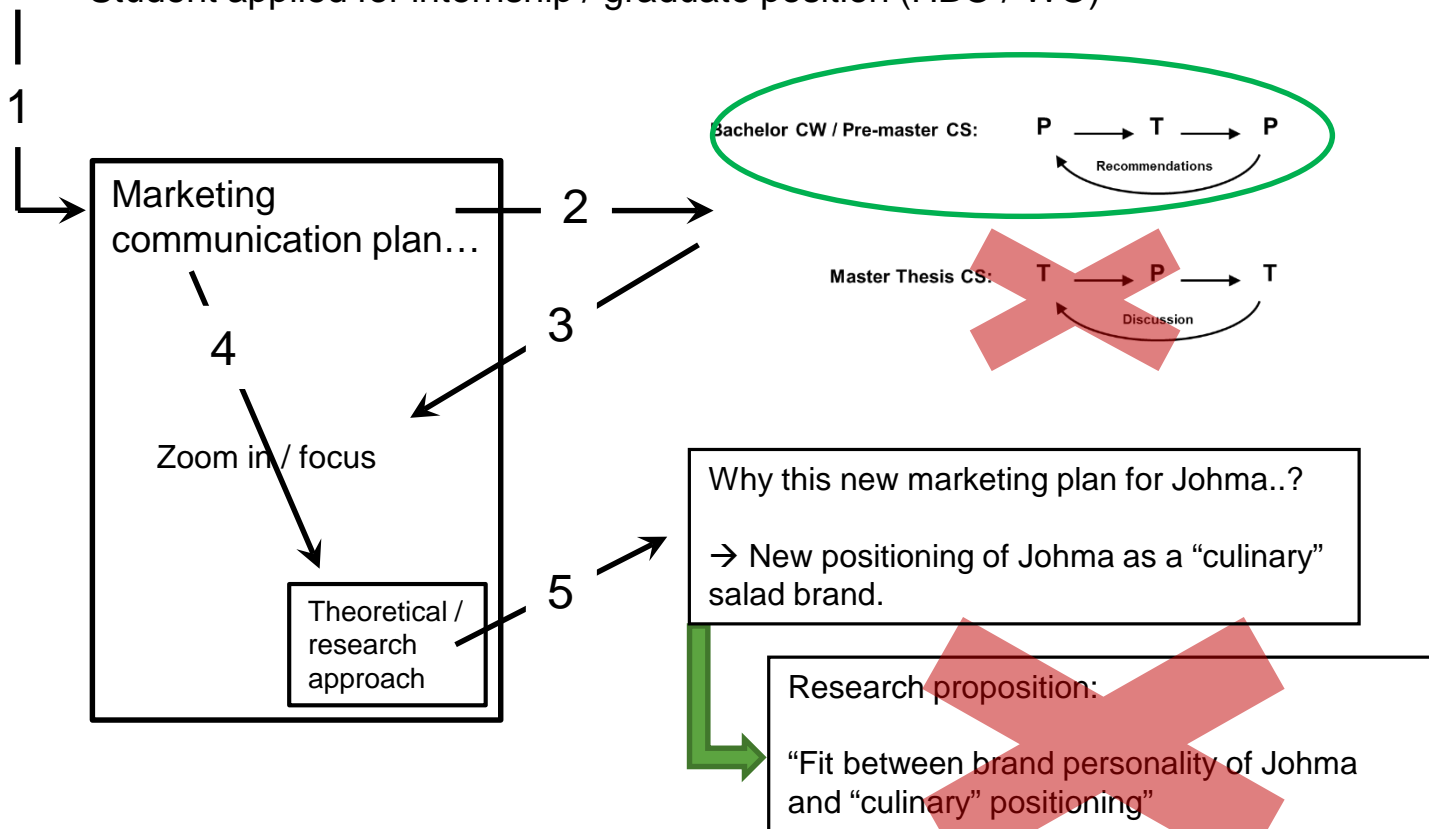 Student applied for internship / graduate position (HBO / WO)
1
Bachelor CW / Pre-master CS: P T P
Recommendations
Marketing
communication plan…
2
Master Thesis CS: T P T
Discussion
3
4
Zoom in / focus
Why this new marketing plan for Johma..?
→ New positioning of Johma as a “culinary”
salad brand.
5
Theoretical /
research
approach
Research proposition:
“Fit between brand personality of Johma
and “culinary” positioning”